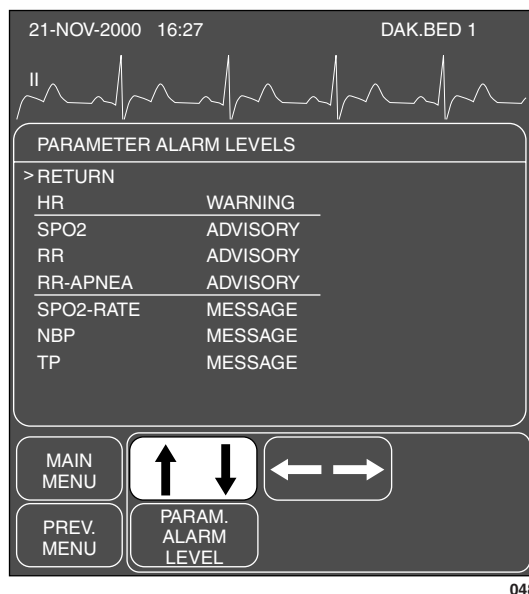 21-NOV-2000 16:27 DAK.BED 1
II
PARAMETER ALARM LEVELS
> RETURN
HR WARNING
SPO2 ADVISORY
RR ADVISORY
RR-APNEA ADVISORY
SPO2-RATE MESSAGE
NBP MESSAGE
TP MESSAGE
MAIN
MENU
PREV.
MENU
PARAM.
ALARM
LEVEL